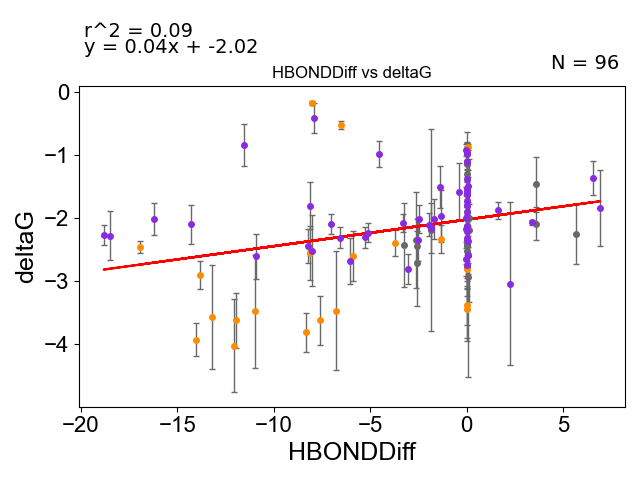 r^2 = 0.09
y = 0.04x + -2.02
N = 96
HBONDDiff vs deltaG
0
−1
−2
−3
−4
deltaG
−20
−15
−10
−5
0
5
HBONDDiff